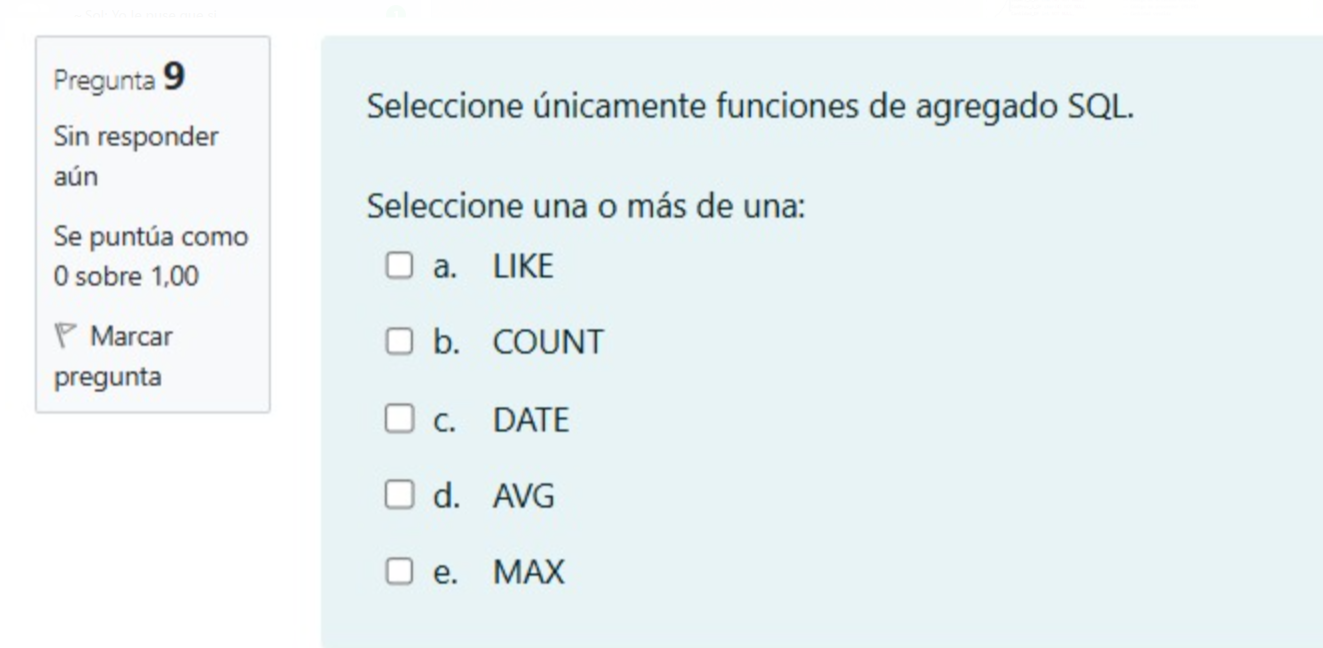 Pregunta 9
Sin responder
aún
Se puntúa como
0 sobre 1,00
Marcar
pregunta
Seleccione únicamente funciones de agregado SQL.
Seleccione una o más de una:
a. LIKE
b. COUNT
c. DATE
d. AVG
e. MAX